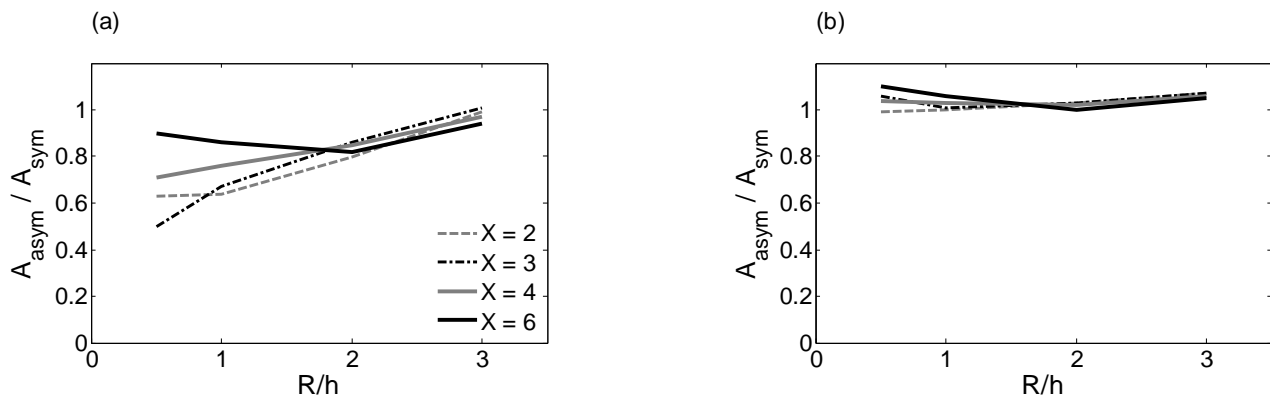 (a)
A_asym / A_sym
1
0.8
0.6
0.4
0.2
0
0
1
2
3
R/h
X = 2
X = 3
X = 4
X = 6
(b)
A_asym / A_sym
1
0.8
0.6
0.4
0.2
0
0
1
2
3
R/h